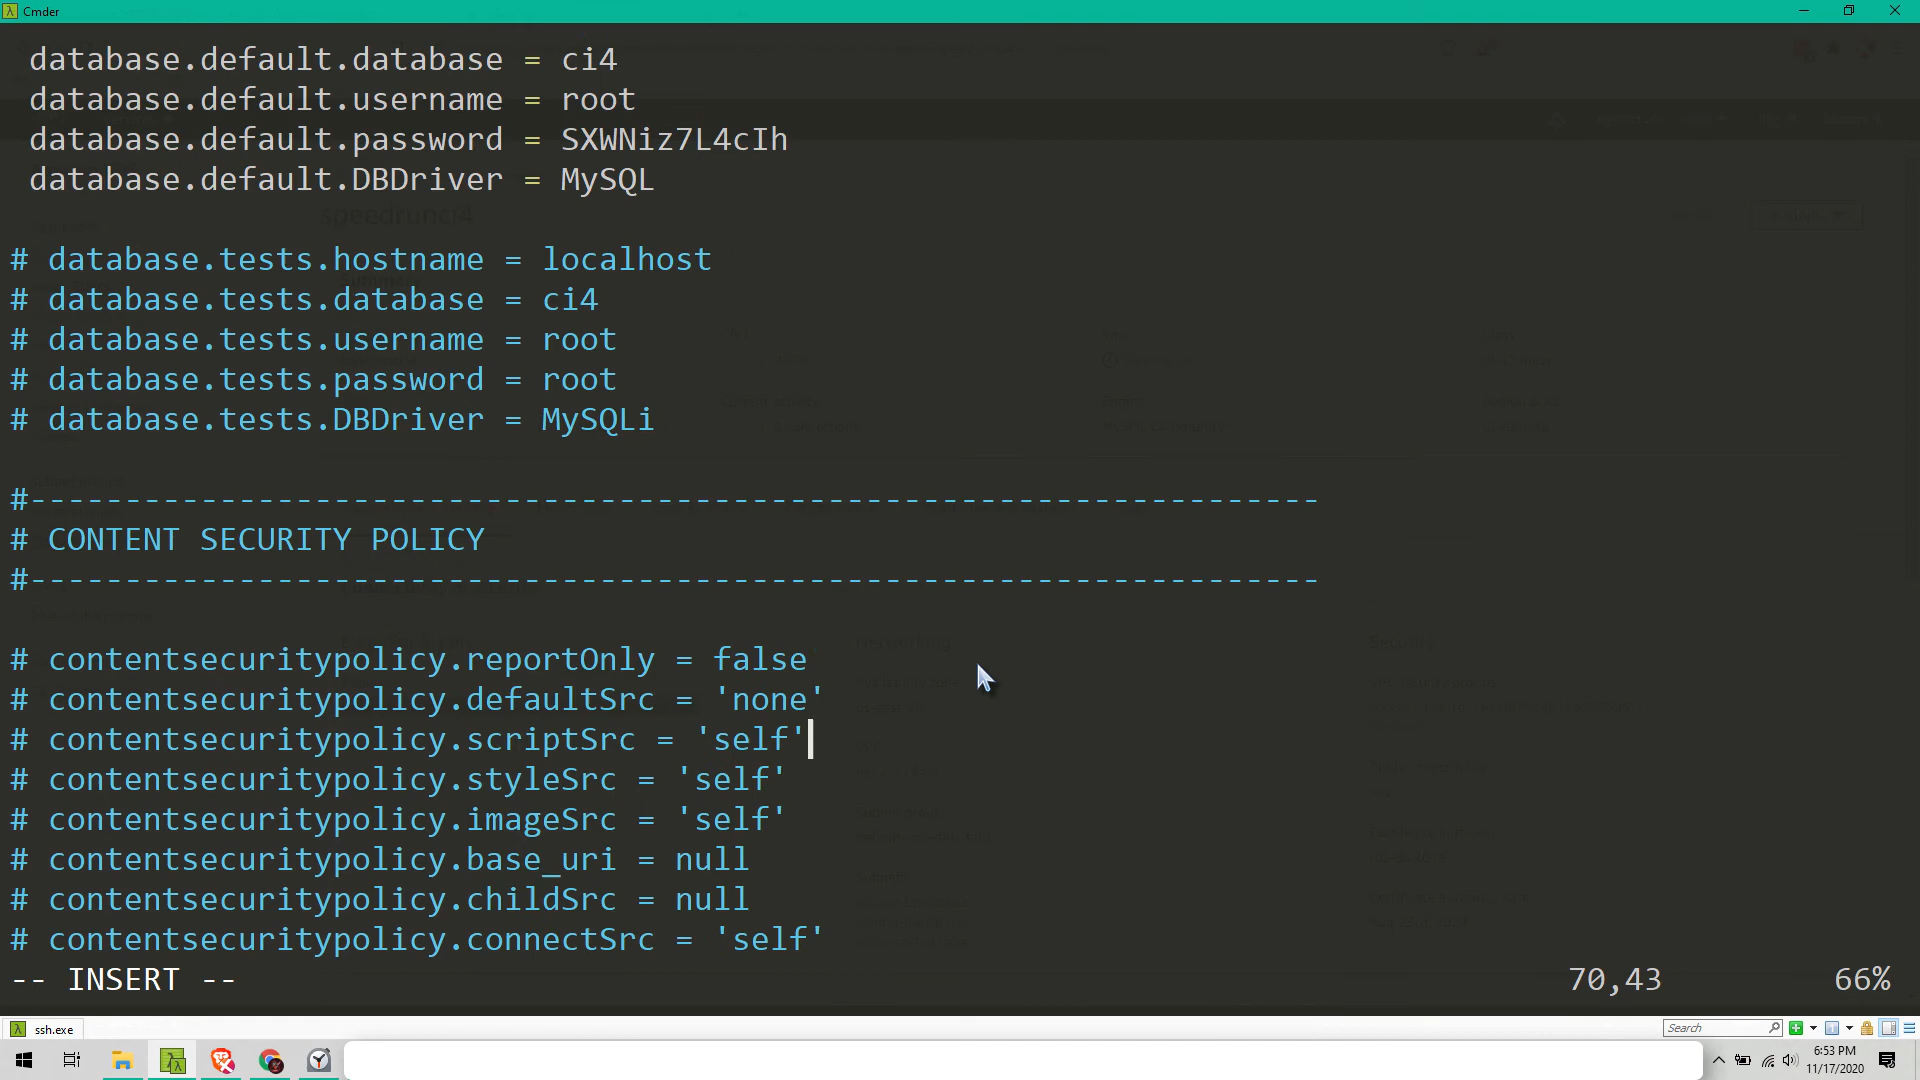 Cmder
database.default.database = ci4
database.default.username = root
database.default.password = SXWNiz7L4cIh
database.default.DBDriver = MySQL
speedrunci4
# database.tests.hostname = localhost
# database.tests.database = ci4
# database.tests.username = root
# database.tests.password = root
# database.tests.DBDriver = MySQLi
#--------------------------------------------------------------------
# CONTENT SECURITY POLICY
#--------------------------------------------------------------------
# contentsecuritypolicy.reportOnly = false
# contentsecuritypolicy.defaultSrc = 'none'
# contentsecuritypolicy.scriptSrc = 'self'
# contentsecuritypolicy.styleSrc = 'self'
# contentsecuritypolicy.imageSrc = 'self'
# contentsecuritypolicy.base_uri = null
# contentsecuritypolicy.childSrc = null
# contentsecuritypolicy.connectSrc = 'self'
-- INSERT -- 70,43 66%
ssh.exe
Search
6:53 PM
11/17/2020